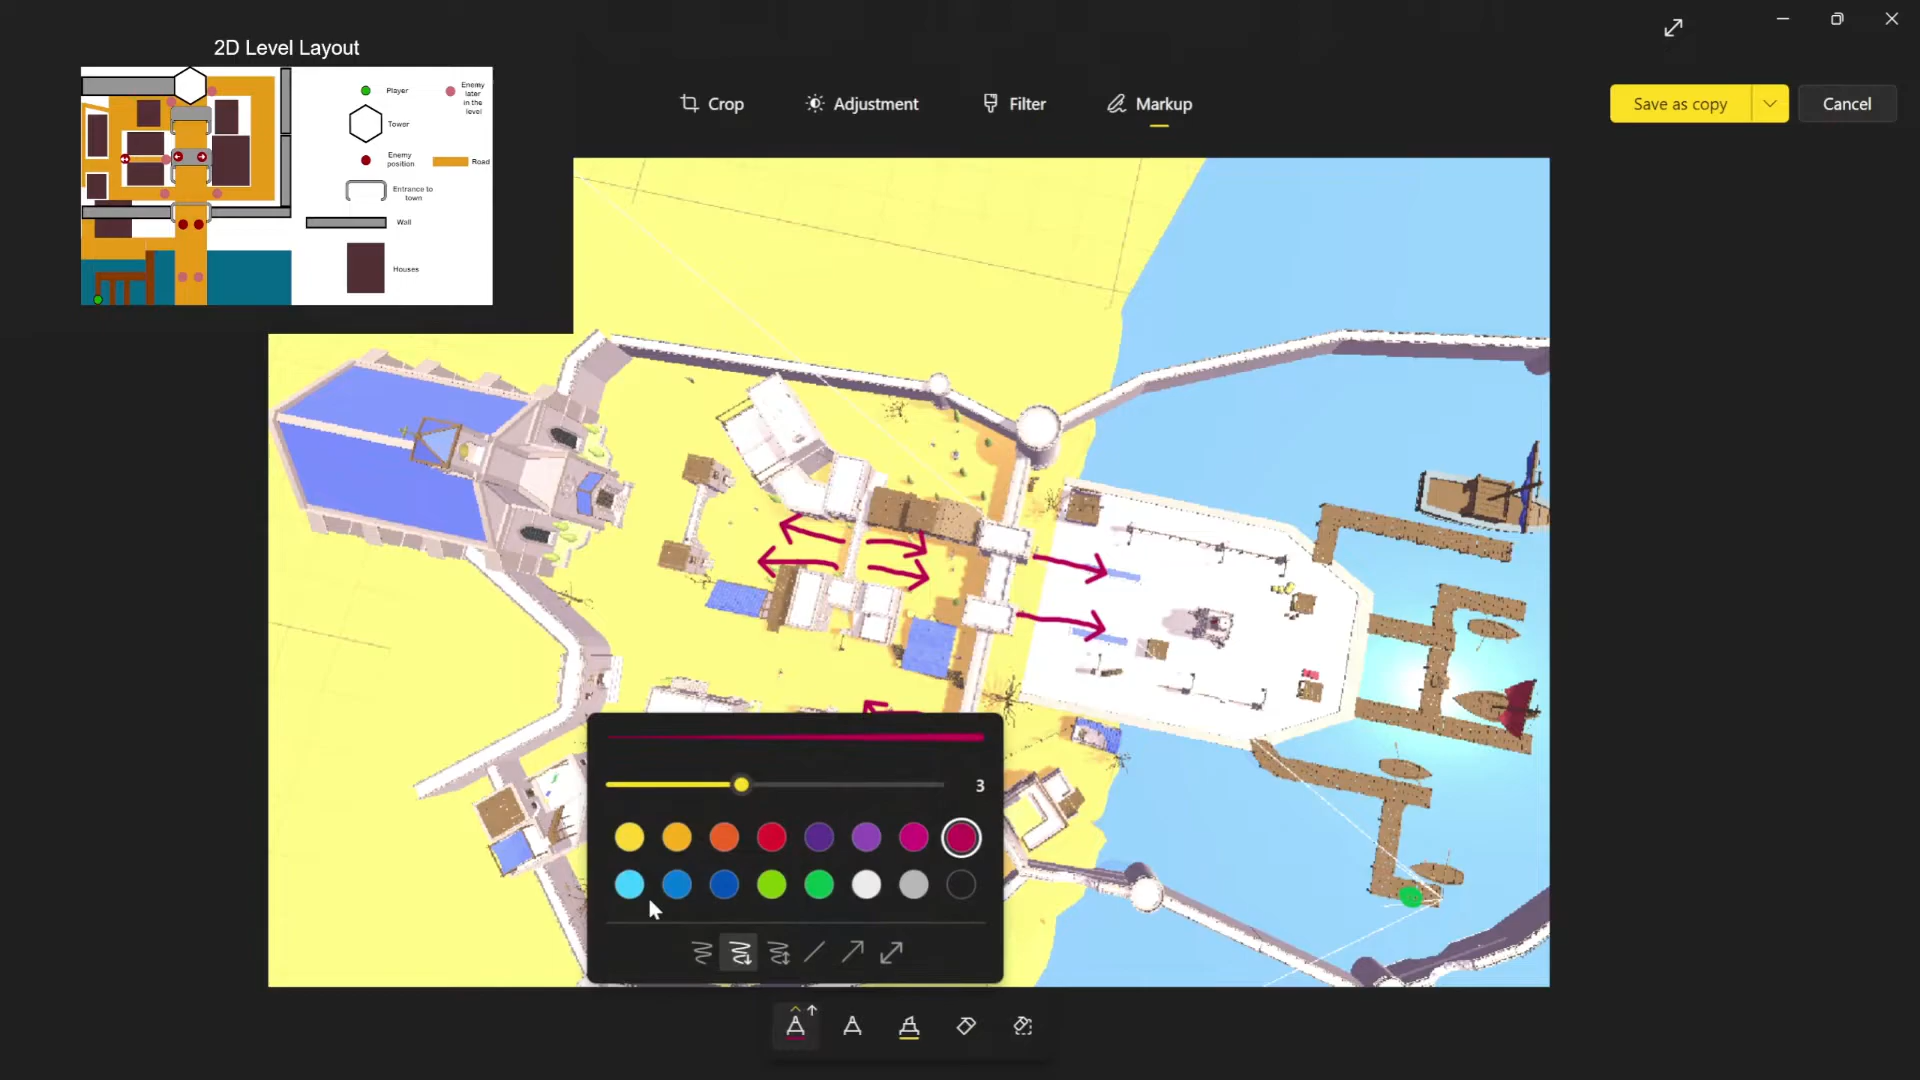 2D Level Layout
Player
Enemy
later
in the
level
Tower
Enemy
position
Road
Entrance to
town
Wall
Houses
Crop
Adjustment
Filter
Markup
Save as copy
Cancel
3